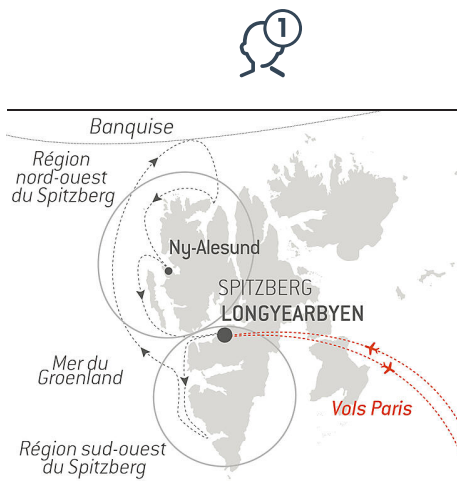 1
Banquise
Région
nord-ouest
du Spitzberg
Ny-Alesund
SPITZBERG
LONGYEARBYEN
Mer du
Groenland
Vols Paris
Région sud-ouest
du Spitzberg